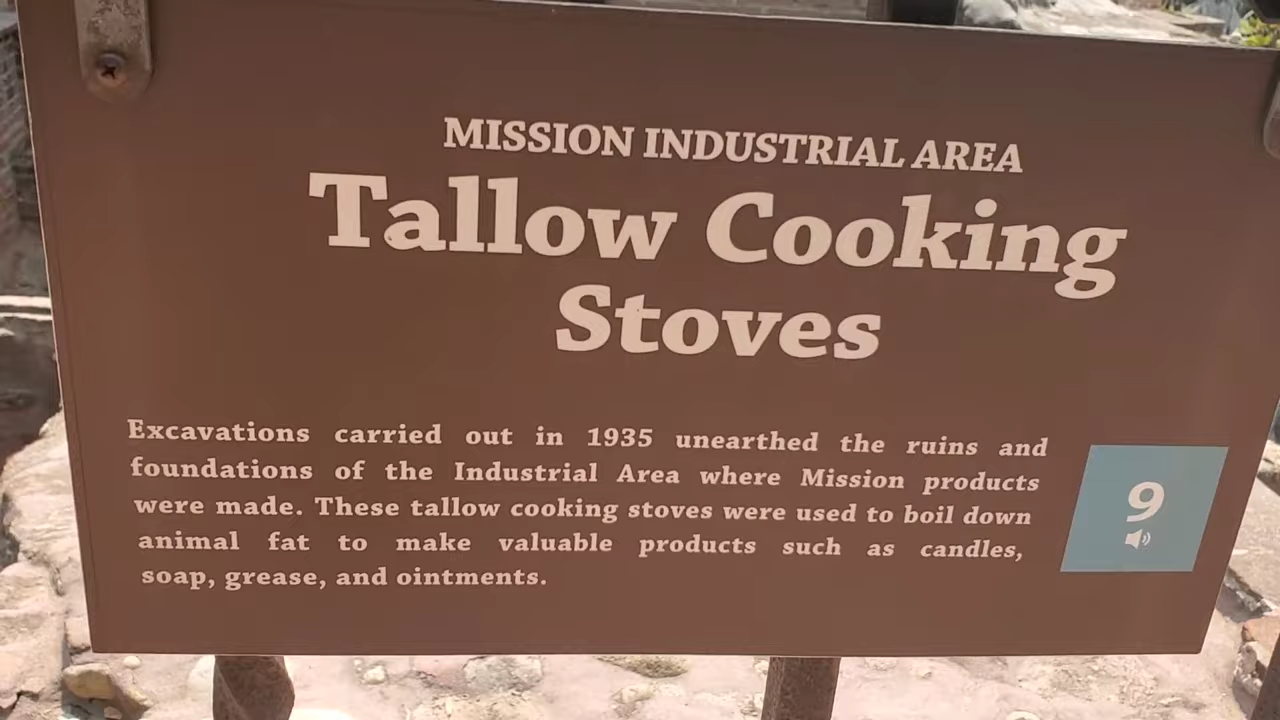 MISSION INDUSTRIAL AREA
Tallow Cooking
Stoves
Excavations carried out in 1935 unearthed the ruins and
foundations of the Industrial Area where Mission products
were made. These tallow cooking stoves were used to boil down
animal fat to make valuable products such as candles,
soap, grease, and ointments.
9